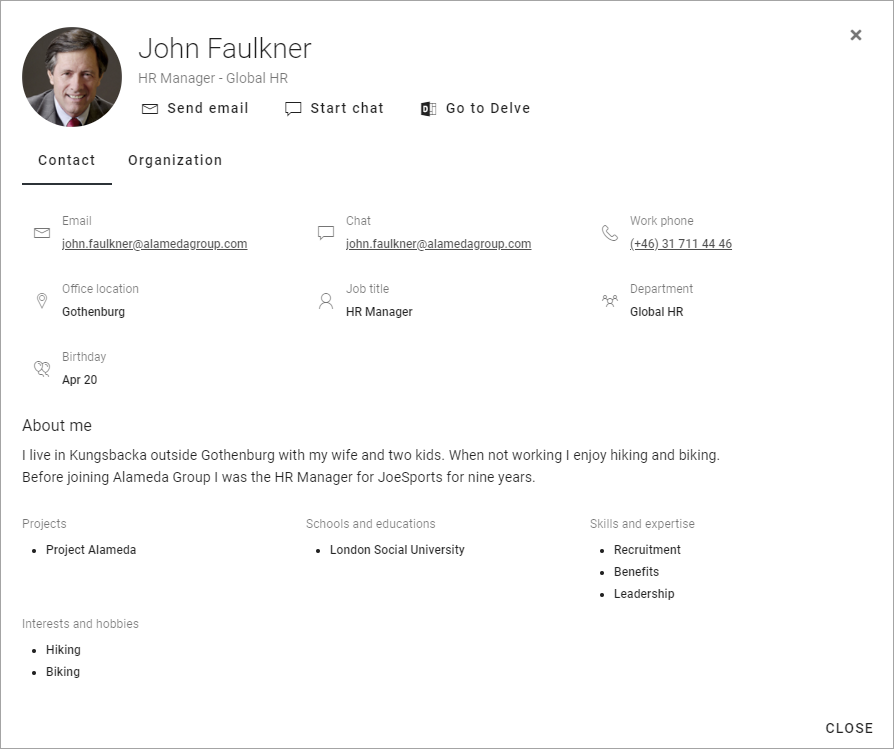 John Faulkner
HR Manager - Global HR
Send email Start chat Go to Delve
Contact Organization
Email Chat Work phone
john.faulkner@alamedagroup.com john.faulkner@alamedagroup.com (+46) 31 711 44 46
Office location Job title Department
Gothenburg HR Manager Global HR
Birthday
Apr 20
About me
I live in Kungsbacka outside Gothenburg with my wife and two kids. When not working I enjoy hiking and biking.
Before joining Alameda Group I was the HR Manager for JoeSports for nine years.
Projects Schools and educations Skills and expertise
• Project Alameda • London Social University • Recruitment
• Benefits
• Leadership
Interests and hobbies
• Hiking
• Biking
CLOSE